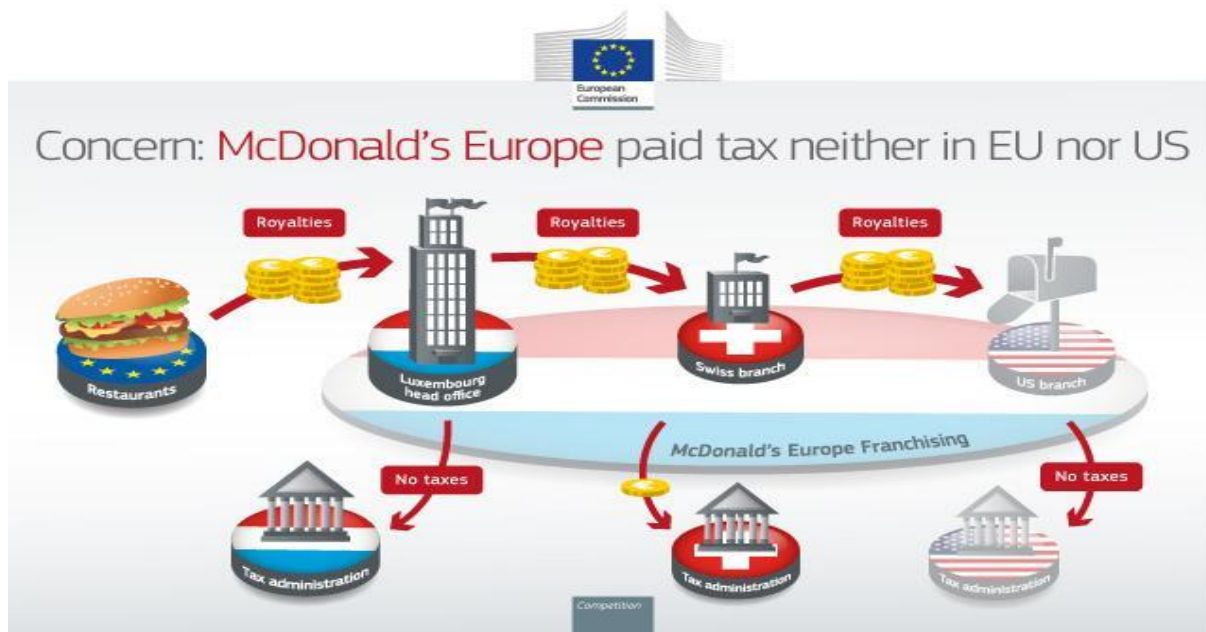 European
Commission
Concern: McDonald's Europe paid tax neither in EU nor US
Royalties
Royalties
Royalties
Restaurants
Luxembourg
head office
Swiss branch
US branch
McDonald's Europe Franchising
No taxes
No taxes
Tax administration
Tax administration
Tax administration
Competition